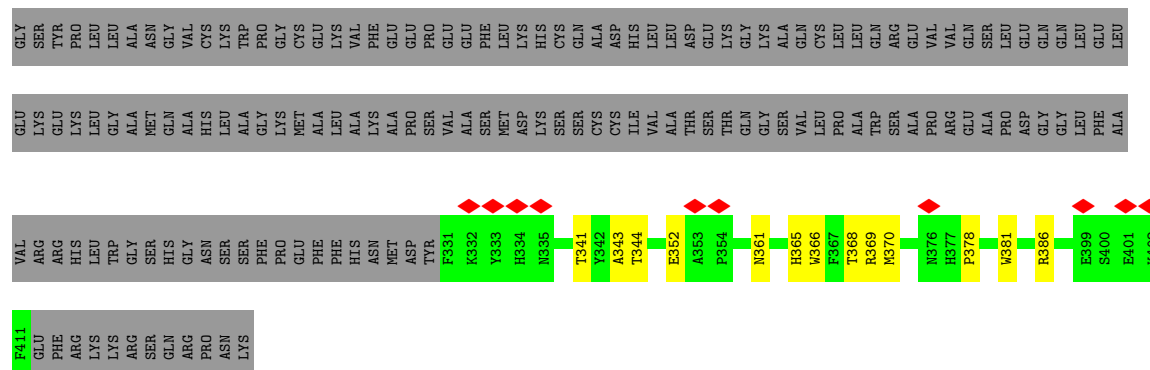 GLY SER TYR PRO LEU LEU ALA ASN GLY VAL CYS LYS TRP PRO GLY CYS GLU LYS VAL PHE GLU GLU PRO GLU GLU PHE LEU LYS HIS CYS GLN ALA ASP HIS LEU LEU ASP GLU LYS GLY LYS ALA GLN CYS LEU LEU GLN ARG GLU VAL VAL GLN SER LEU GLU GLN GLN LEU GLU LEU
GLU LYS GLU LYS LEU GLY ALA MET GLN ALA HIS LEU ALA GLY LYS MET ALA LEU ALA LYS ALA PRO SER VAL ALA SER MET ASP LYS SER SER CYS CYS ILE VAL ALA THR SER THR GLN GLY SER VAL LEU PRO ALA TRP SER ALA PRO ARG GLU ALA PRO ASP GLY GLY LEU PHE ALA
VAL ARG ARG HIS LEU TRP GLY SER HIS GLY ASN SER SER PHE PRO GLU PHE PHE HIS ASN MET ASP TYR F331 K332 Y333 H334 N335 T341 Y342 A343 T344 E352 A353 P354 N361 H365 W366 F367 T368 R369 M370 N376 H377 P378 W381 R386 E399 S400 E401
F411 GLU PHE ARG LYS LYS ARG SER GLN ARG PRO ASN LYS